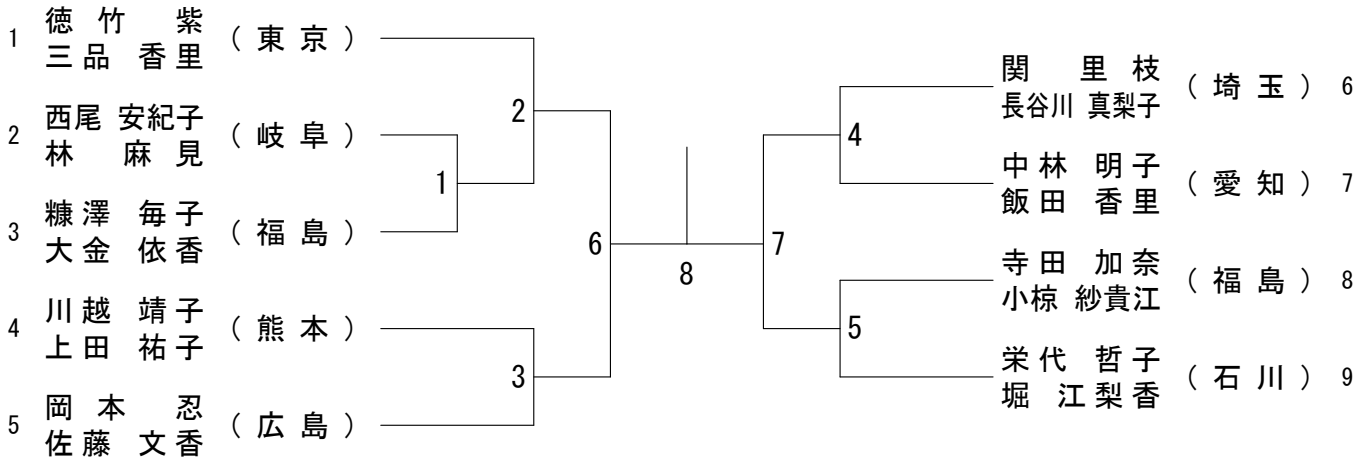 1 徳竹 紫 (東京)
三品 香里
2 西尾 安紀子 (岐阜)
林 麻見
3 糠澤 毎子 (福島)
大金 依香
4 川越 靖子 (熊本)
上田 祐子
5 岡本 忍 (広島)
佐藤 文香
2
1
6
3
8
関 里枝 (埼玉) 6
長谷川 真梨子
中林 明子 (愛知) 7
飯田 香里
寺田 加奈 (福島) 8
小椋 紗貴江
栄代 哲子 (石川) 9
堀江 梨香
4
7
5